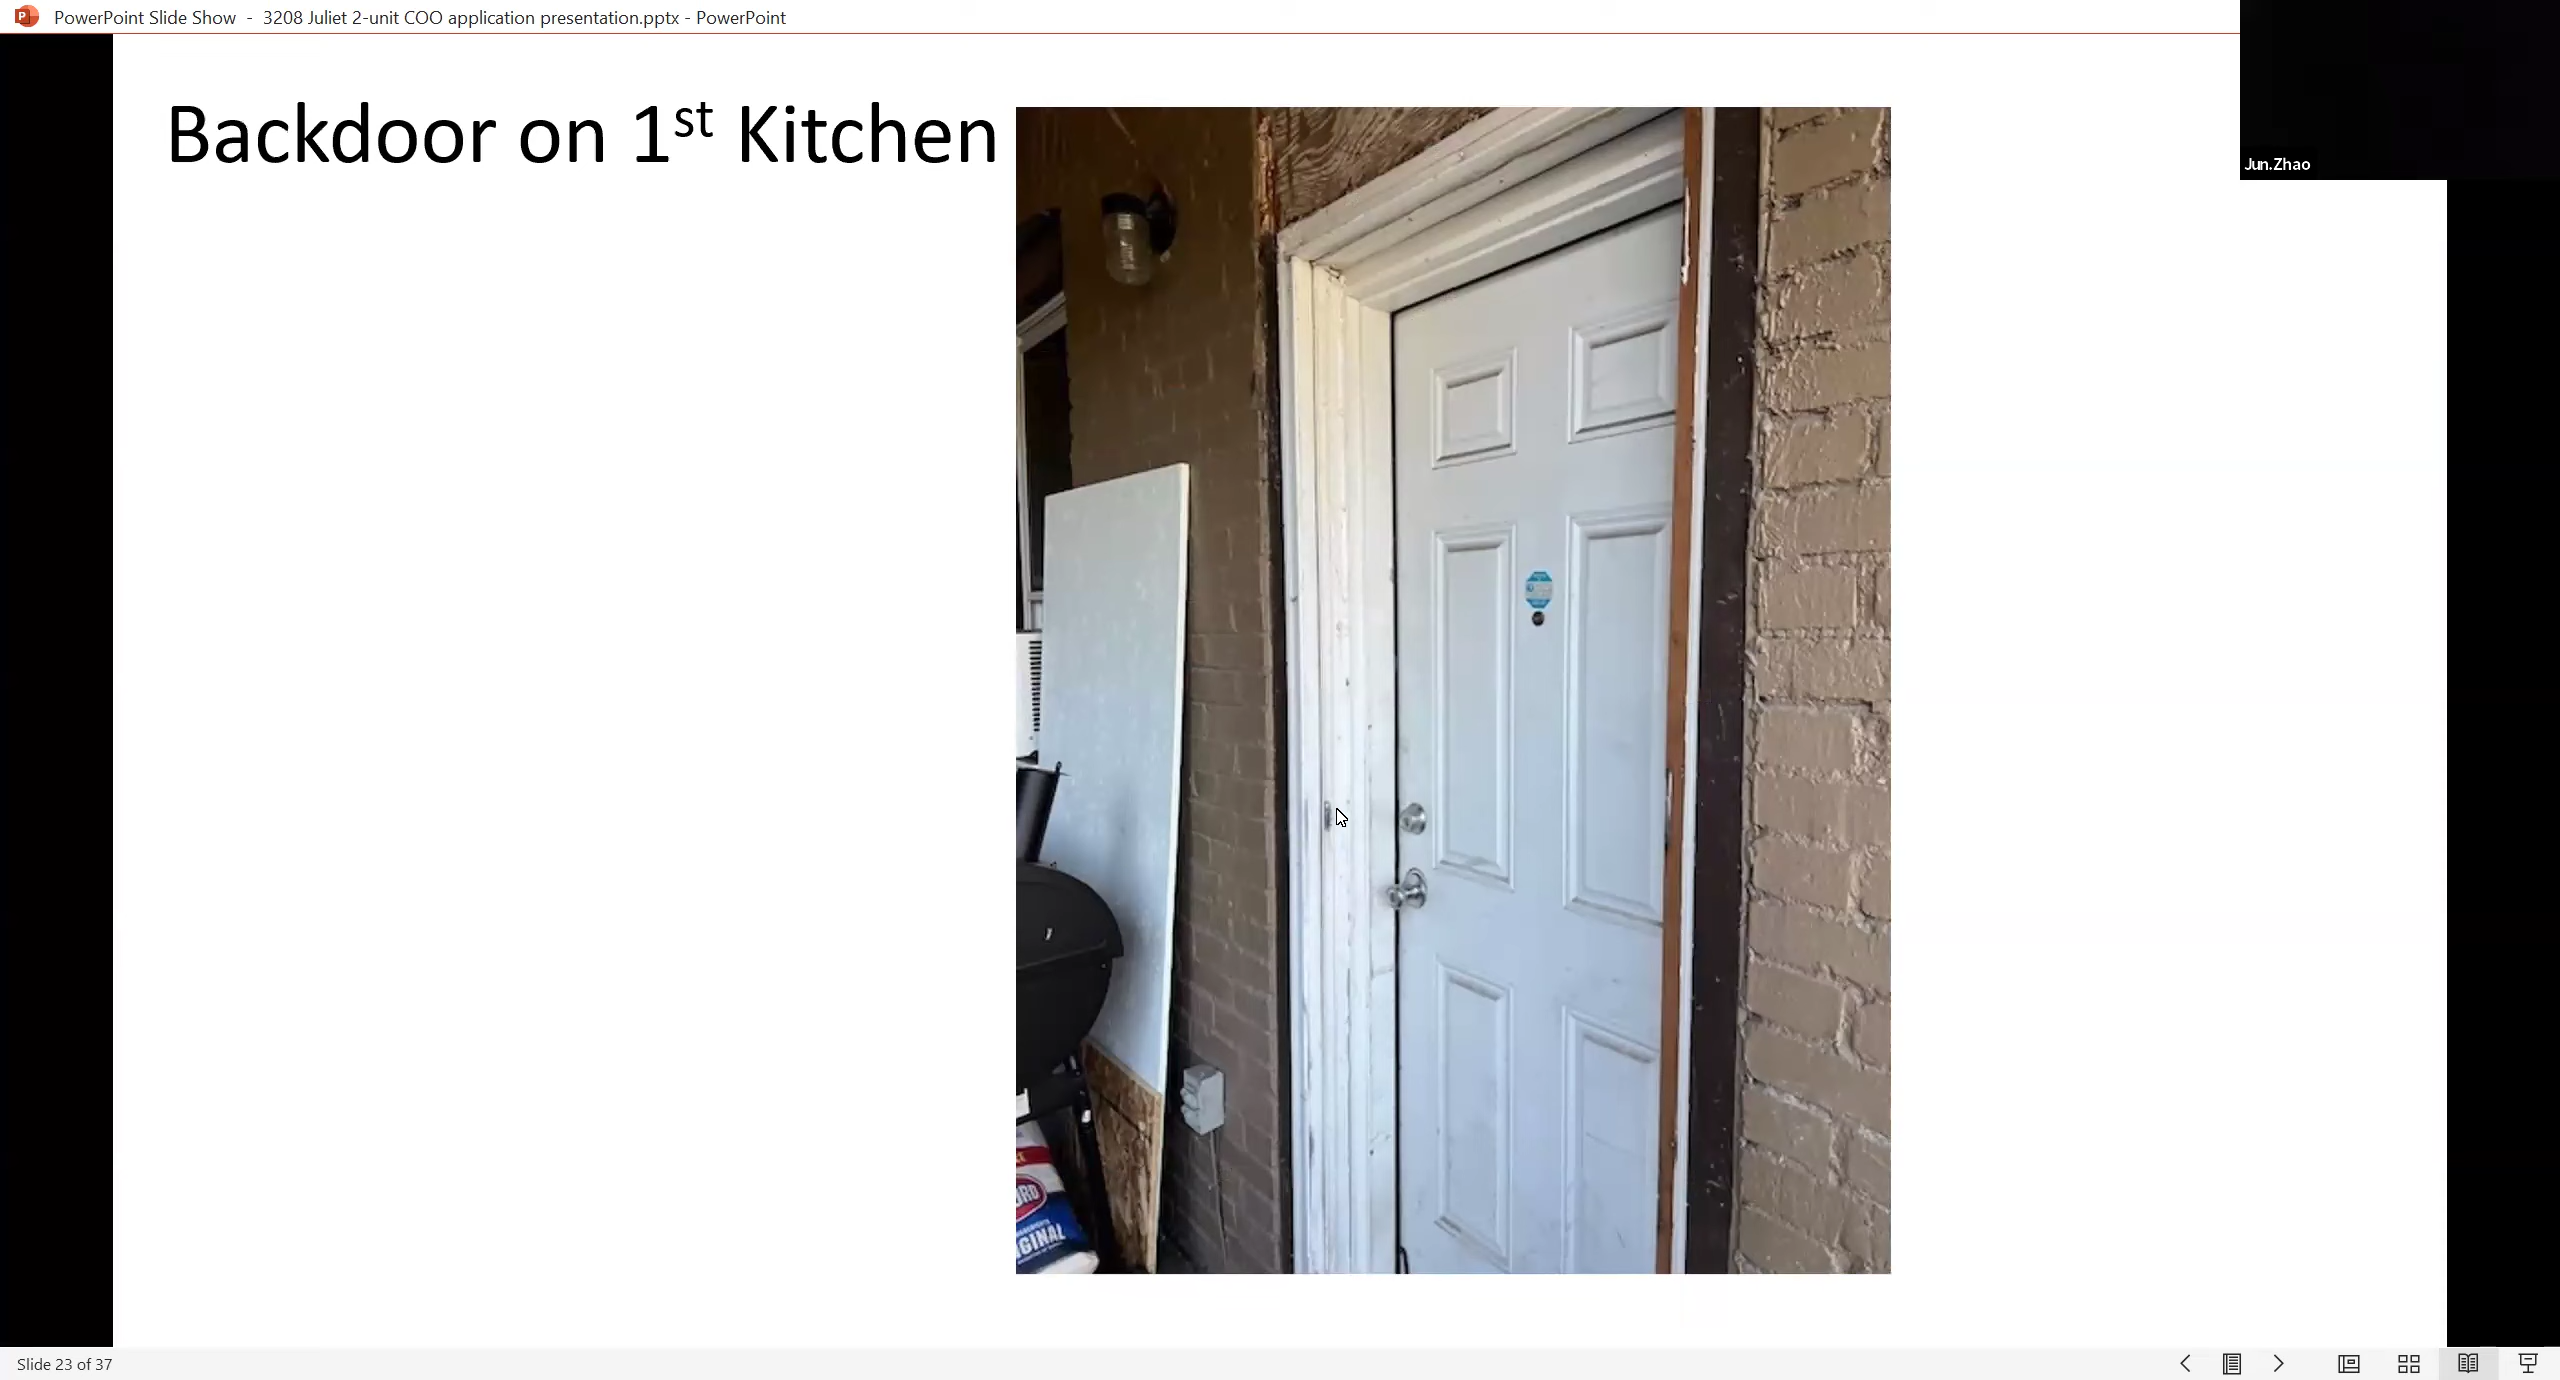 PowerPoint Slide Show - 3208 Juliet 2-unit COO application presentation.pptx - PowerPoint
Jun.Zhao
Backdoor on 1st Kitchen
GINAL
Slide 23 of 37